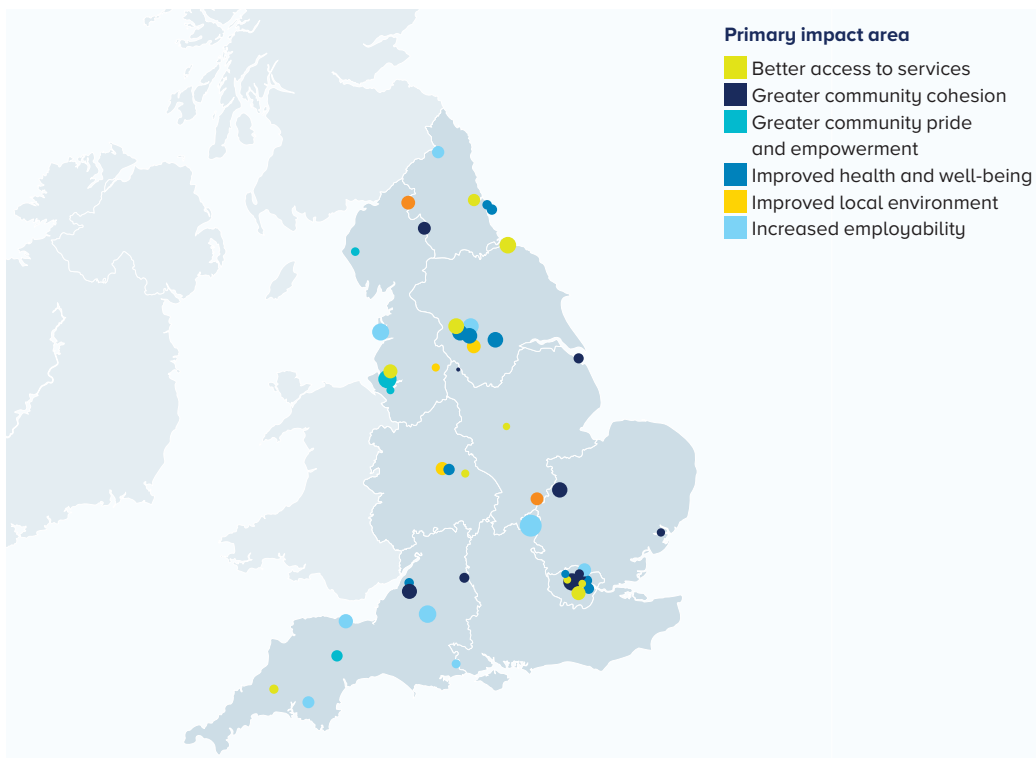 Primary impact area
Better access to services
Greater community cohesion
Greater community pride
and empowerment
Improved health and well-being
Improved local environment
Increased employability